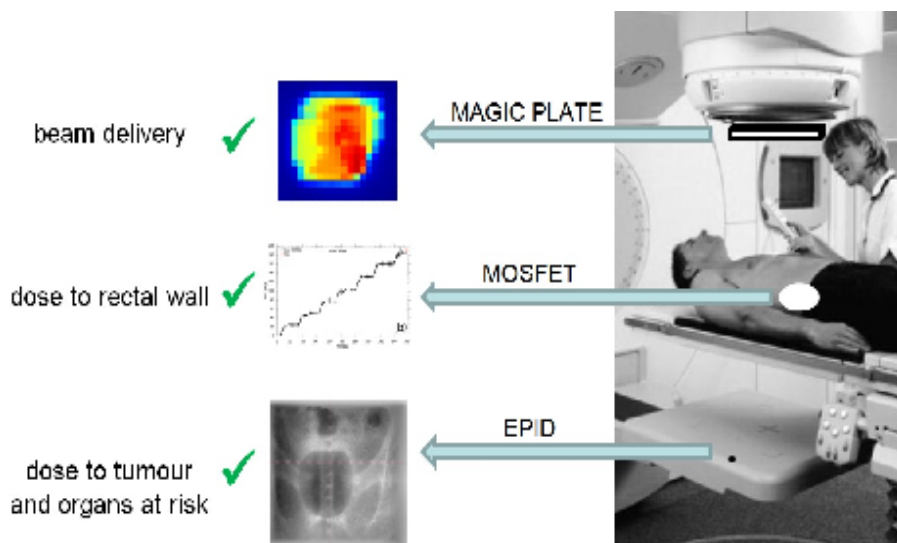 MAGIC PLATE
beam delivery
MOSFET
dose to rectal wall
EPID
dose to tumour
and organs at risk